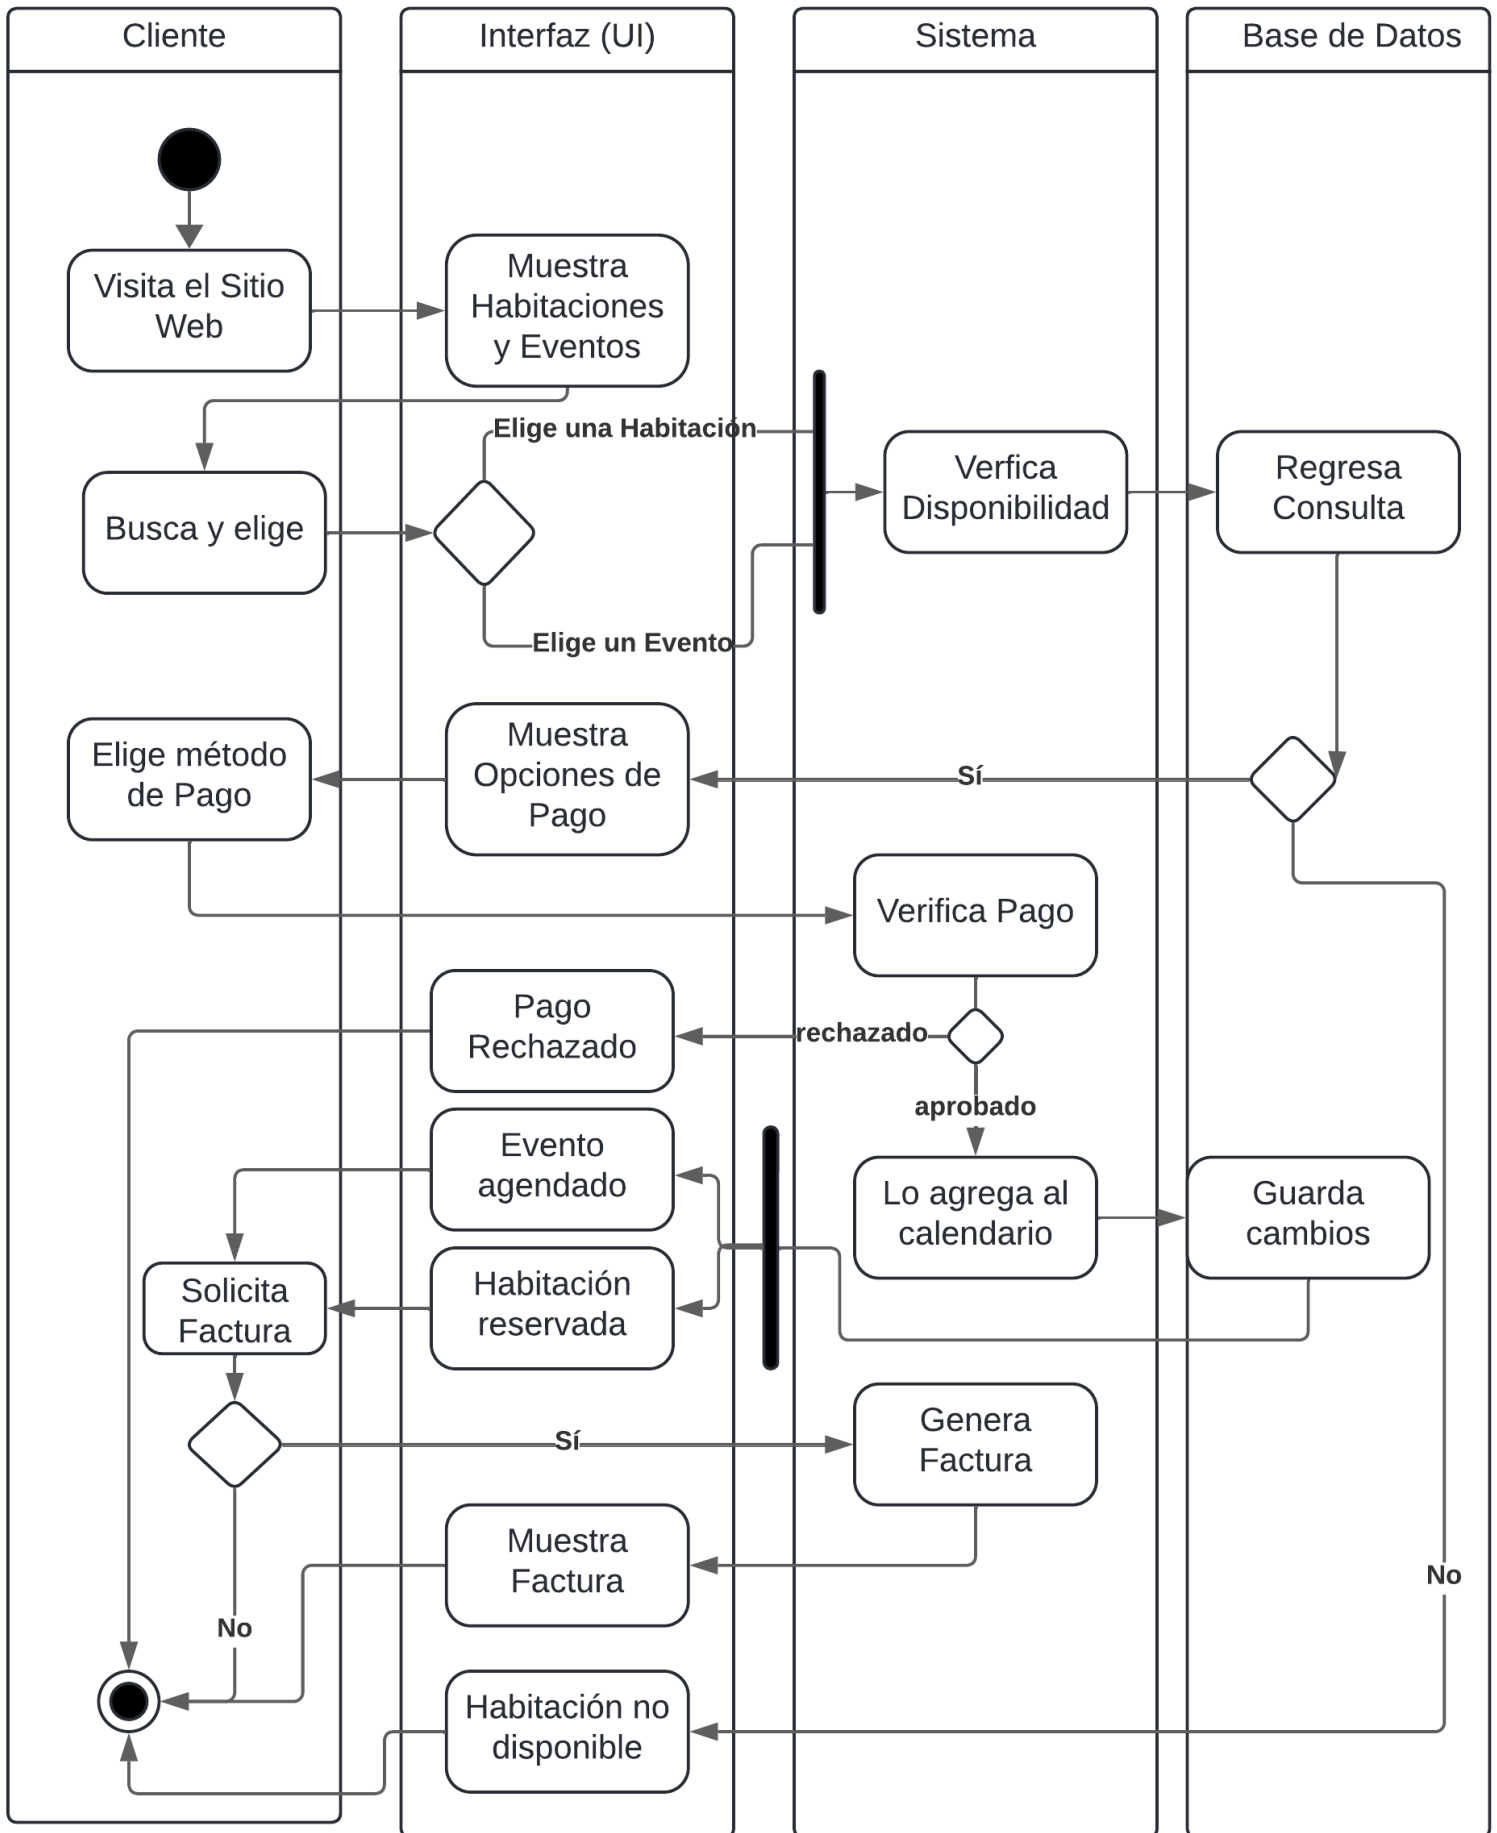 Cliente
Interfaz (UI)
Sistema
Base de Datos
Visita el Sitio
Web
Muestra
Habitaciones
y Eventos
Elige una Habitación
Busca y elige
Verfica
Disponibilidad
Regresa
Consulta
Elige un Evento
Elige método
de Pago
Muestra
Opciones de
Pago
Sí
Verifica Pago
Pago
Rechazado
rechazado
aprobado
Evento
agendado
Lo agrega al
calendario
Guarda
cambios
Solicita
Factura
Habitación
reservada
Sí
Genera
Factura
Muestra
Factura
No
No
Habitación no
disponible